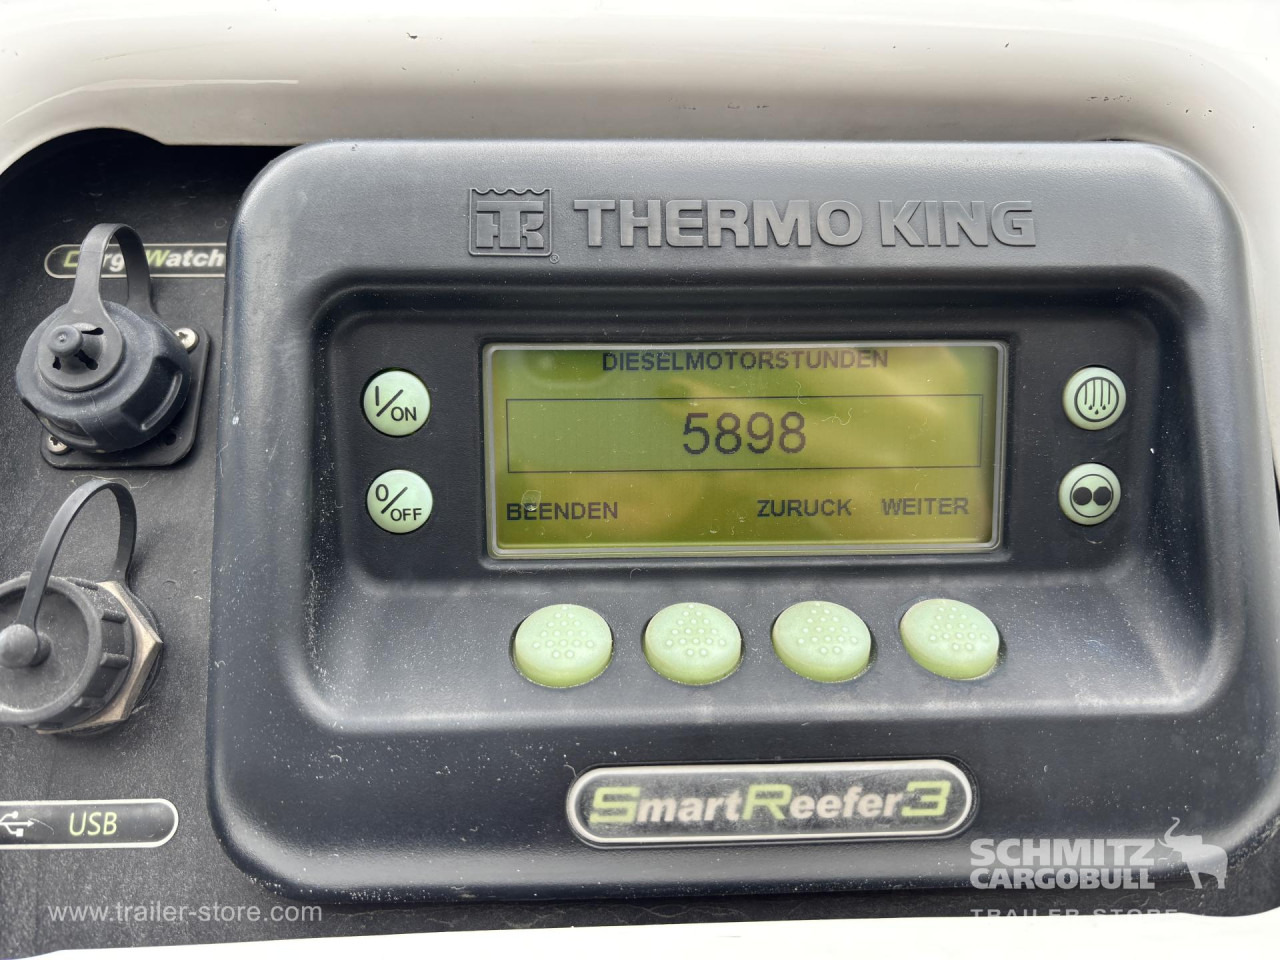 THERMO KING
®
CargoWatch
I/ON
O/OFF
DIESELMOTORSTUNDEN
5898
BEENDEN ZURUCK WEITER
SmartReefer3
USB
SCHMITZ
CARGOBULL
TRAILER STORE
www.trailer-store.com